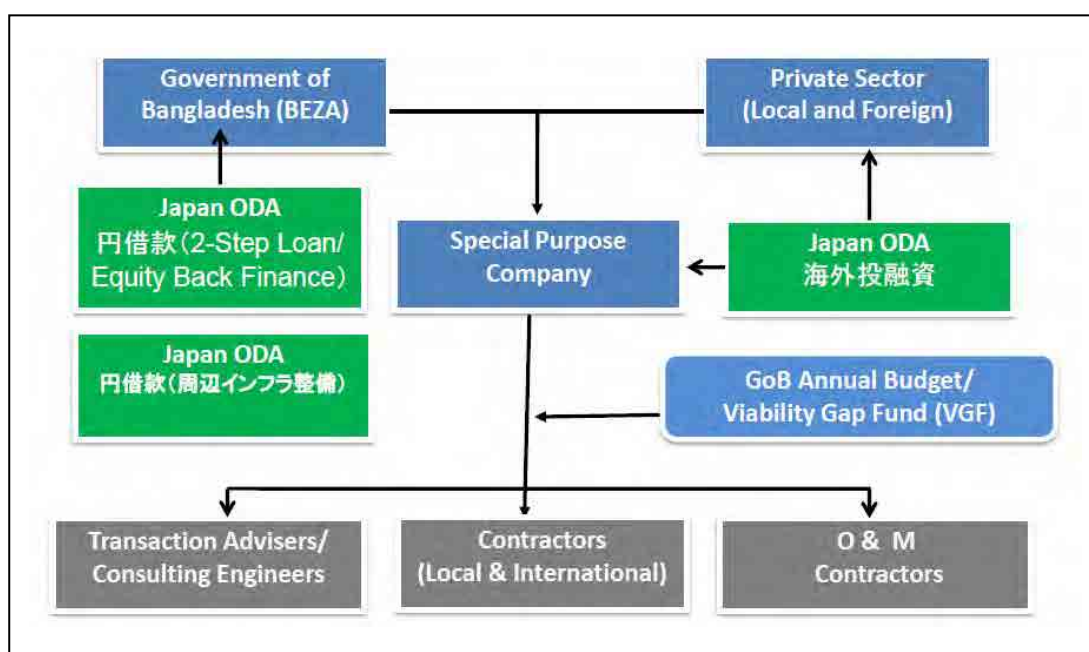 Government of
Bangladesh (BEZA)
Private Sector
(Local and Foreign)
Japan ODA
円借款(2-Step Loan/
Equity Back Finance)
Special Purpose
Company
Japan ODA
海外投融資
Japan ODA
円借款(周辺インフラ整備)
GoB Annual Budget/
Viability Gap Fund (VGF)
Transaction Advisers/
Consulting Engineers
Contractors
(Local & International)
O & M
Contractors